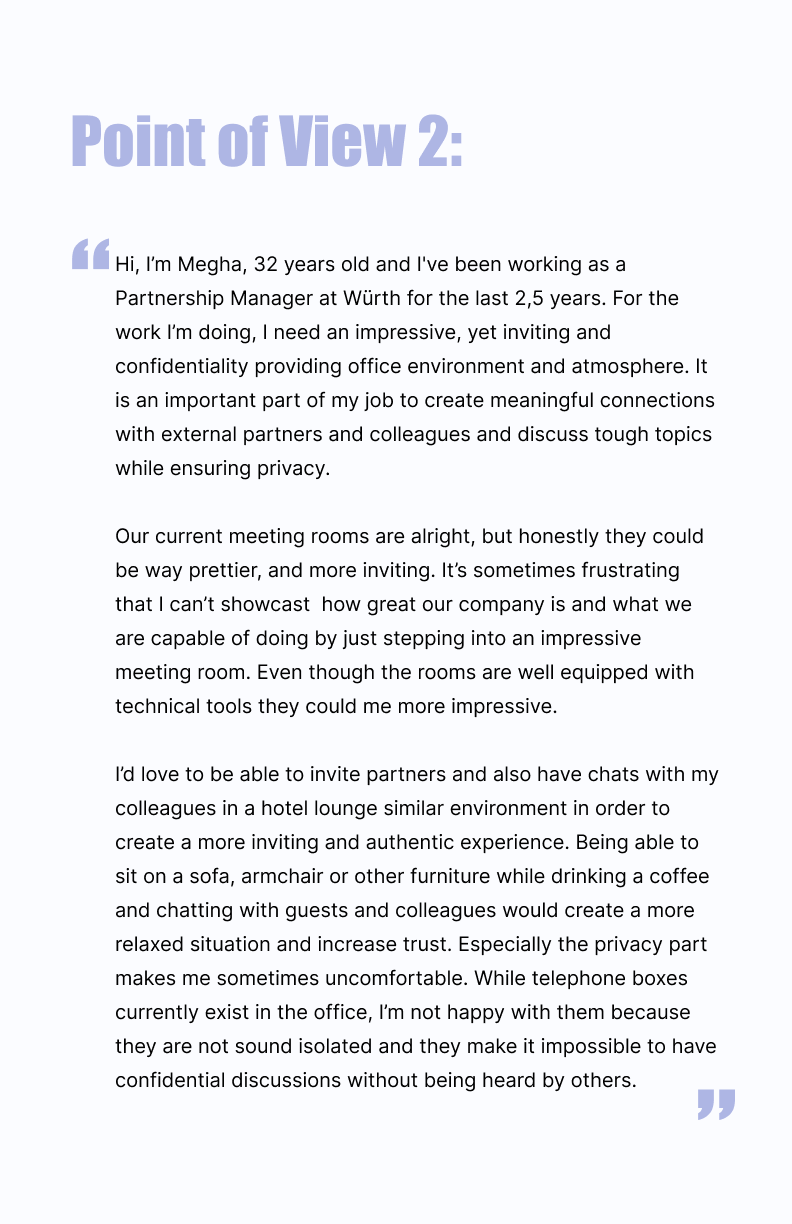 Point of View 2:
“ Hi, I’m Megha, 32 years old and I've been working as a
Partnership Manager at Würth for the last 2,5 years. For the
work I’m doing, I need an impressive, yet inviting and
confidentiality providing office environment and atmosphere. It
is an important part of my job to create meaningful connections
with external partners and colleagues and discuss tough topics
while ensuring privacy.
Our current meeting rooms are alright, but honestly they could
be way prettier, and more inviting. It’s sometimes frustrating
that I can’t showcast  how great our company is and what we
are capable of doing by just stepping into an impressive
meeting room. Even though the rooms are well equipped with
technical tools they could me more impressive.
I’d love to be able to invite partners and also have chats with my
colleagues in a hotel lounge similar environment in order to
create a more inviting and authentic experience. Being able to
sit on a sofa, armchair or other furniture while drinking a coffee
and chatting with guests and colleagues would create a more
relaxed situation and increase trust. Especially the privacy part
makes me sometimes uncomfortable. While telephone boxes
currently exist in the office, I’m not happy with them because
they are not sound isolated and they make it impossible to have
confidential discussions without being heard by others.
”